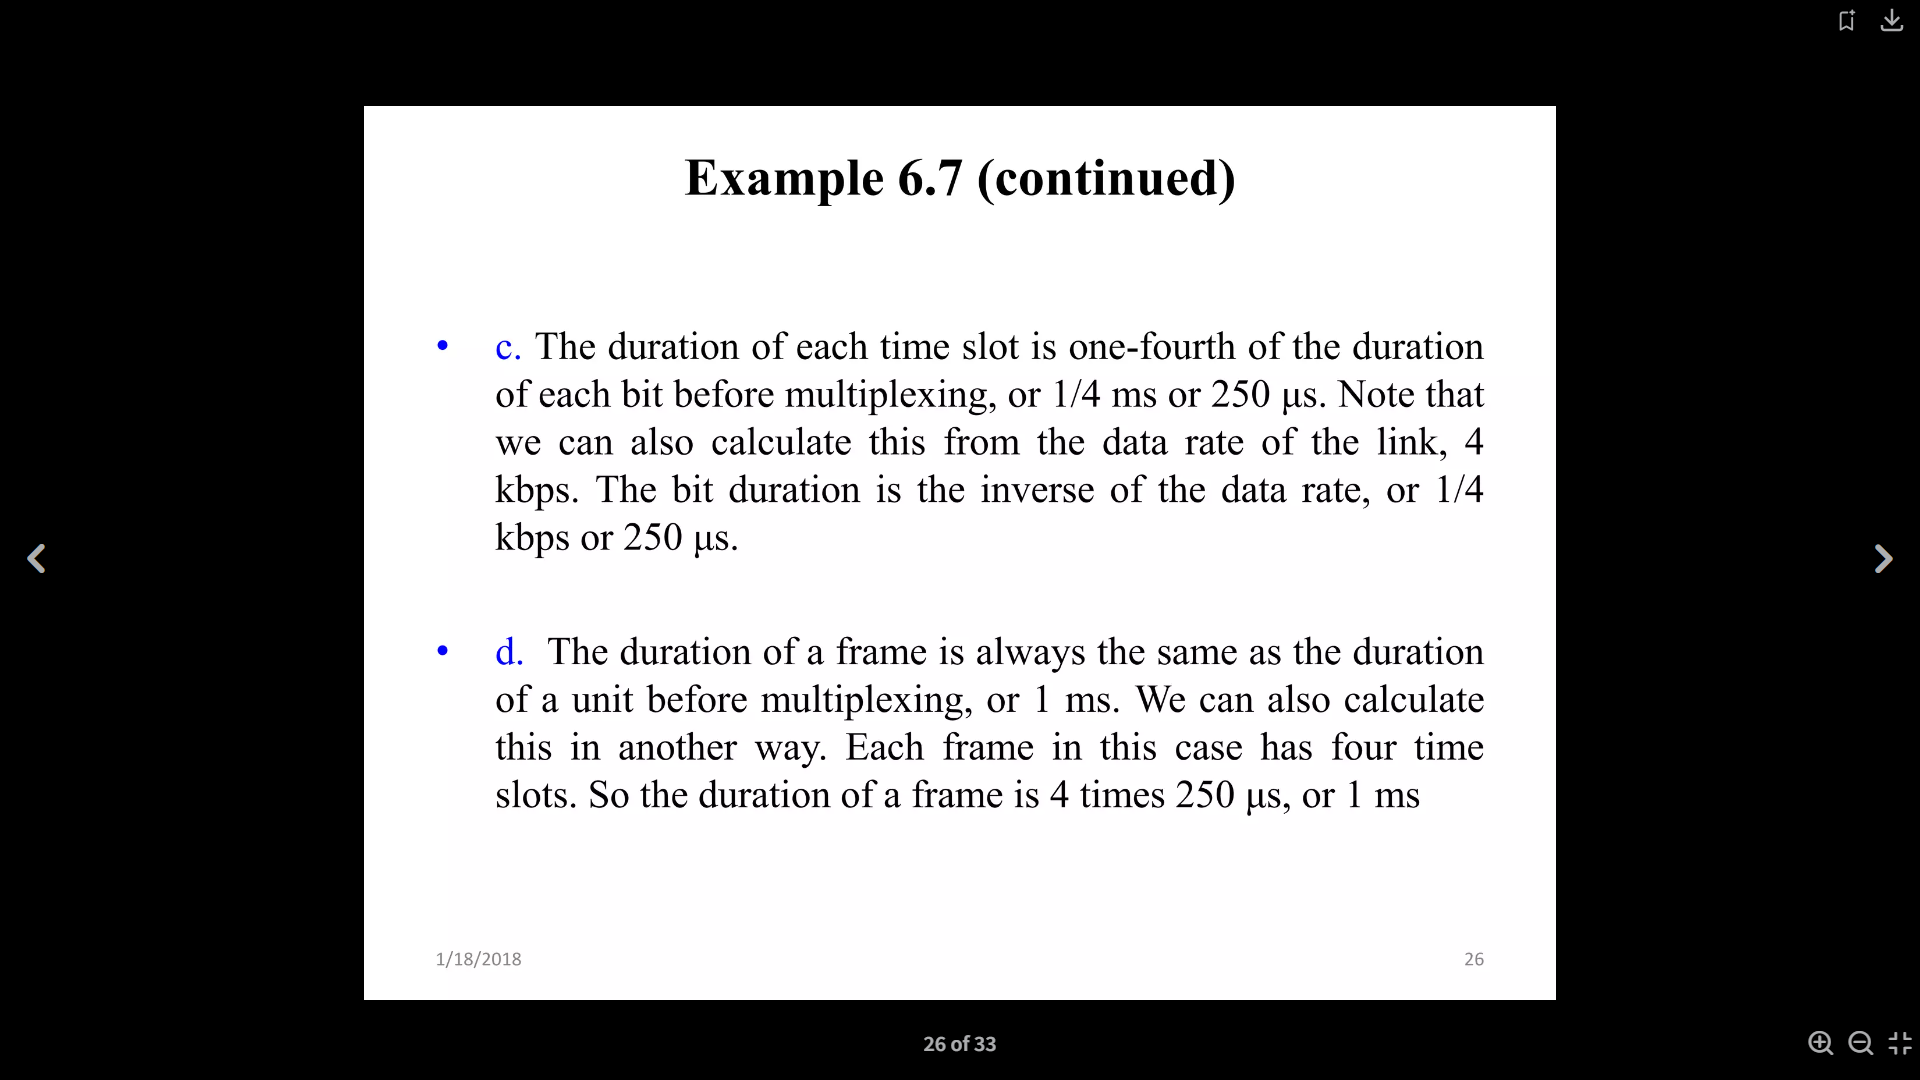 Example 6.7 (continued)
• c. The duration of each time slot is one-fourth of the duration
of each bit before multiplexing, or 1/4 ms or 250 μs. Note that
we can also calculate this from the data rate of the link, 4
kbps. The bit duration is the inverse of the data rate, or 1/4
kbps or 250 μs.
• d. The duration of a frame is always the same as the duration
of a unit before multiplexing, or 1 ms. We can also calculate
this in another way. Each frame in this case has four time
slots. So the duration of a frame is 4 times 250 μs, or 1 ms
1/18/2018
26
26 of 33